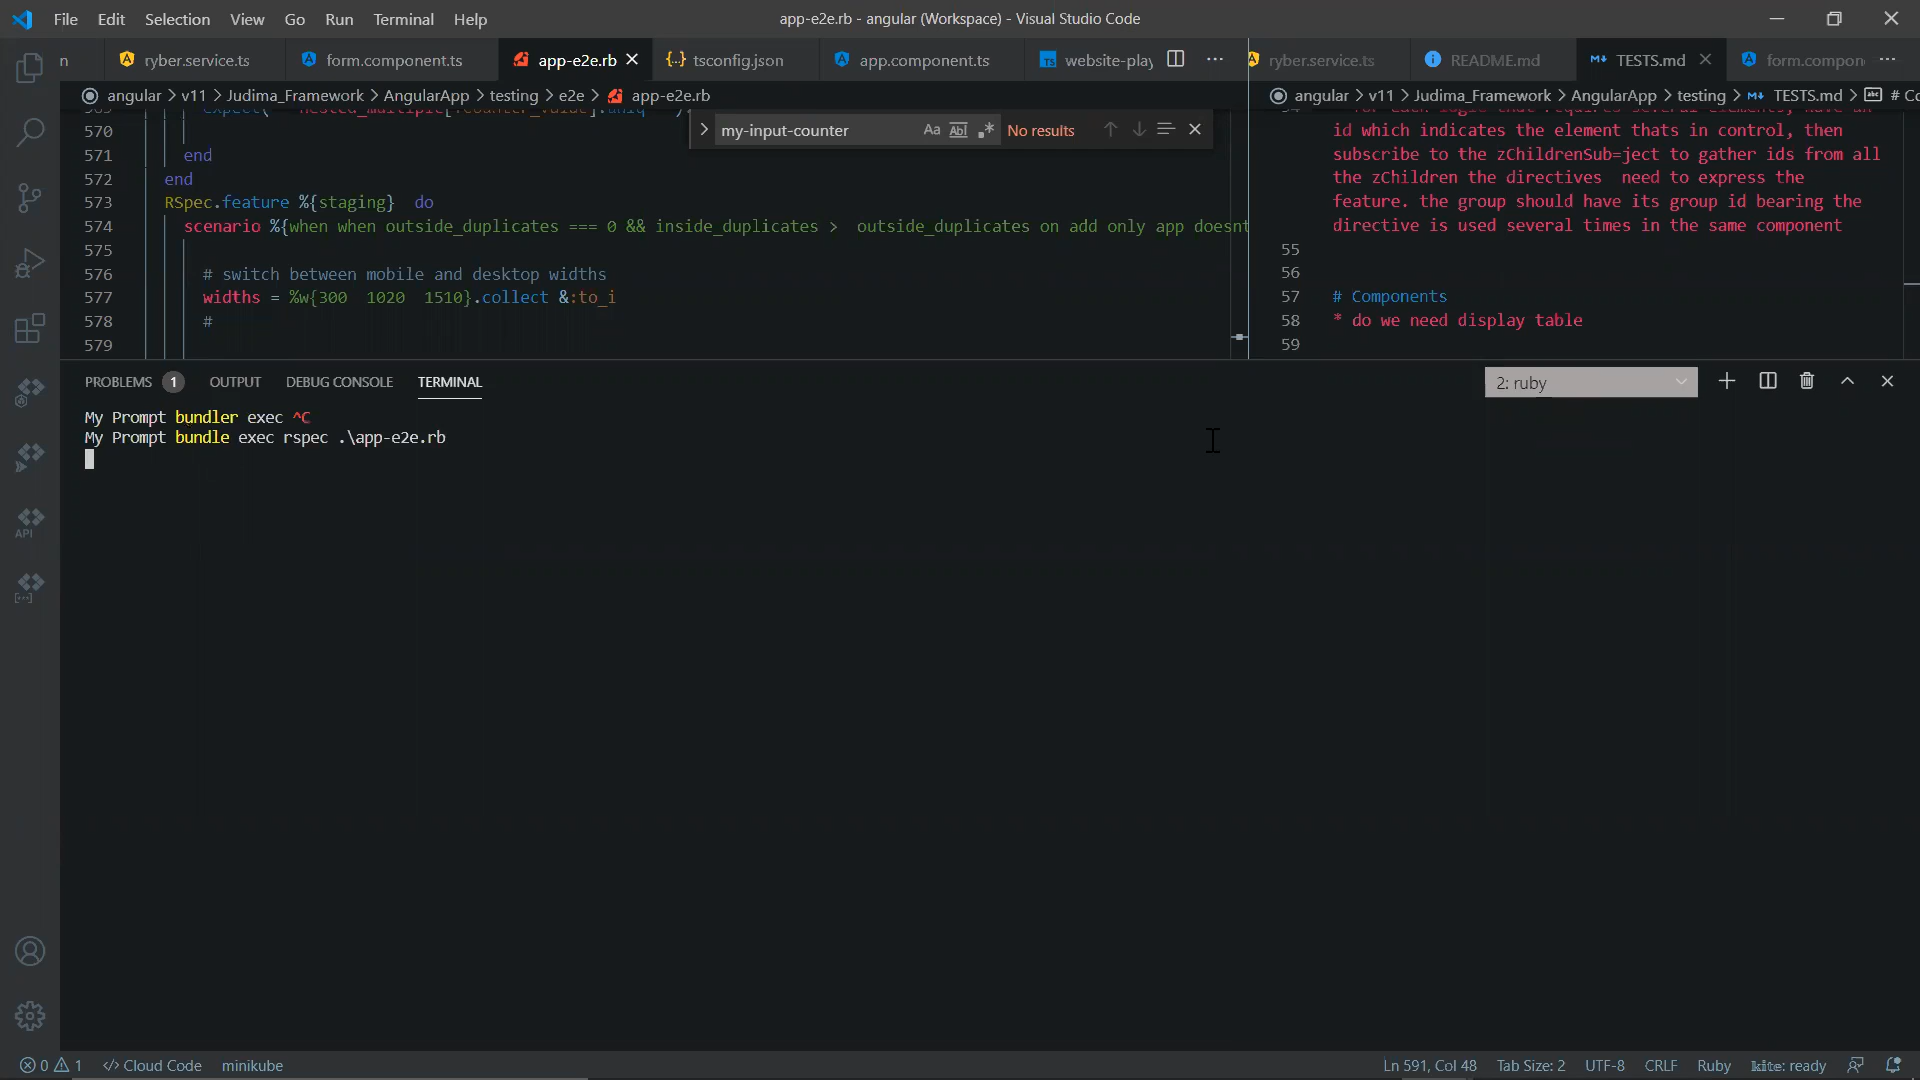 File Edit Selection View Go Run Terminal Help
app-e2e.rb - angular (Workspace) - Visual Studio Code
n ryber.service.ts form.component.ts app-e2e.rb tsconfig.json app.component.ts website-play ...
ryber.service.ts README.md TESTS.md form.compon ...
angular > v11 > Judima_Framework > AngularApp > testing > e2e > app-e2e.rb
angular > v11 > Judima_Framework > AngularApp > testing > TESTS.md > # Co
my-input-counter Aa Abl .* No results
570
571 end
572 end
573 RSpec.feature %{staging} do
574 scenario %{when when outside_duplicates === 0 && inside_duplicates > outside_duplicates on add only app doesnt
575
576 # switch between mobile and desktop widths
577 widths = %w{300 1020 1510}.collect &:to_i
578 #
579
id which indicates the element thats in control, then
subscribe to the zChildrenSub=ject to gather ids from all
the zChildren the directives need to express the
feature. the group should have its group id bearing the
directive is used several times in the same component
55
56
57 # Components
58 * do we need display table
59
PROBLEMS 1 OUTPUT DEBUG CONSOLE TERMINAL
2: ruby
My Prompt bundler exec ^C
My Prompt bundle exec rspec .\app-e2e.rb
API
0 1 Cloud Code minikube
Ln 591, Col 48 Tab Size: 2 UTF-8 CRLF Ruby kite: ready